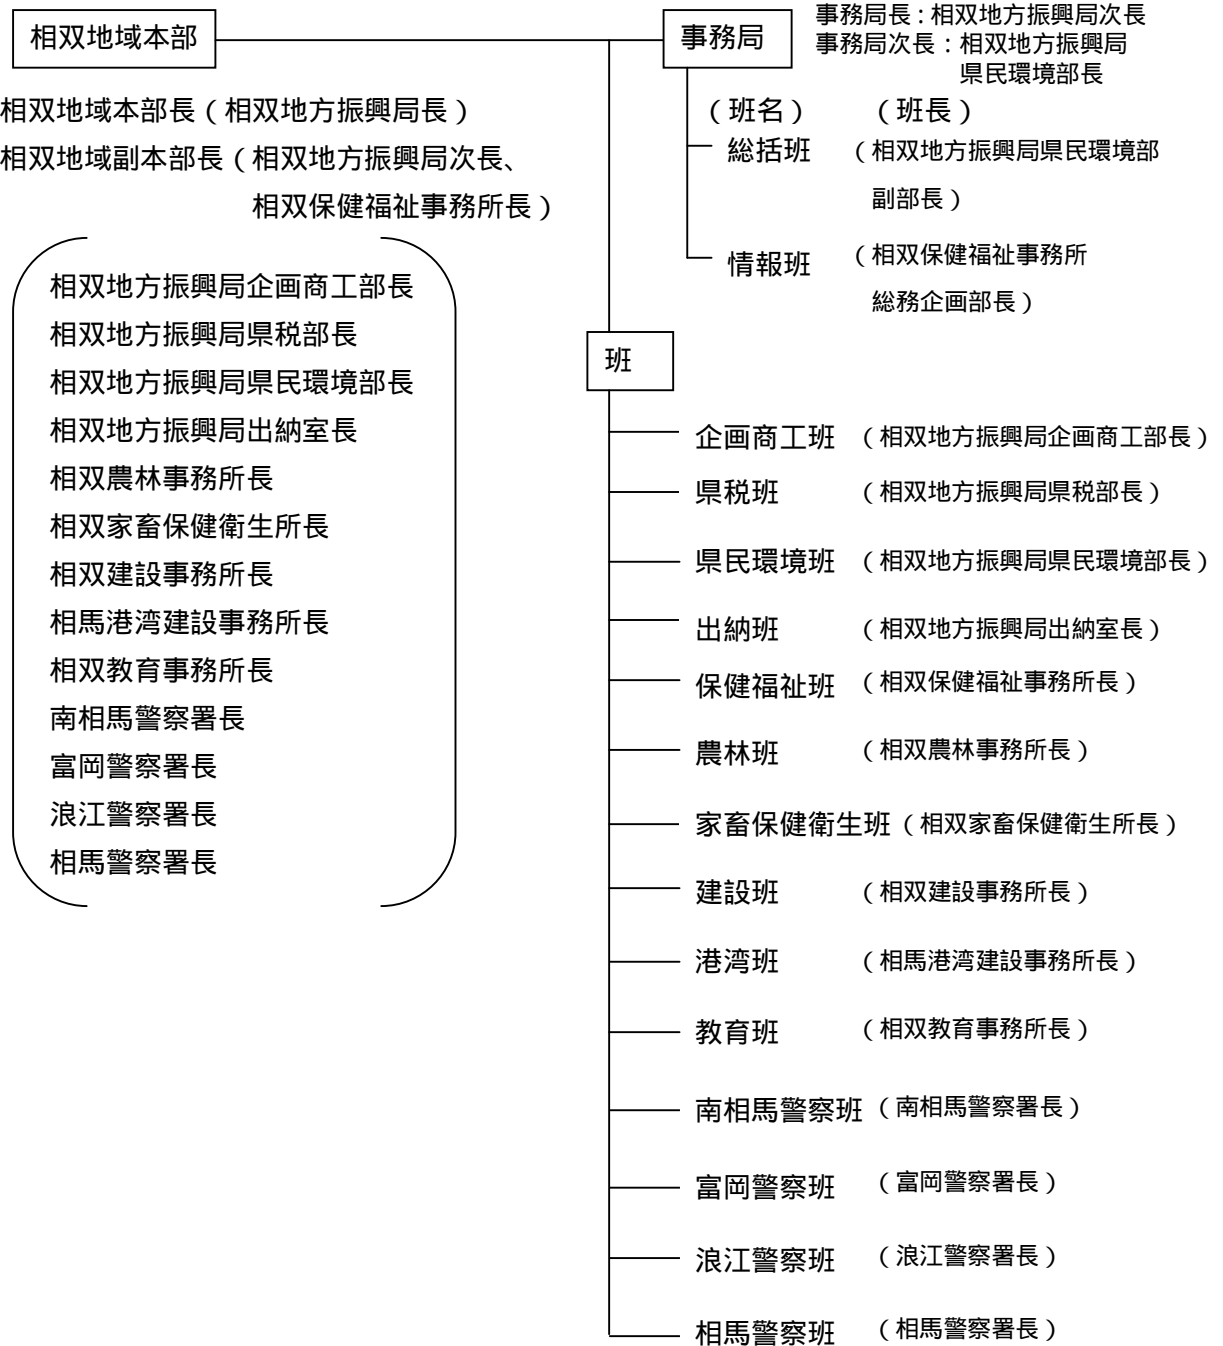 相双地域本部
相双地域本部長（相双地方振興局長）
相双地域副本部長（相双地方振興局次長、
相双保健福祉事務所長）
相双地方振興局企画商工部長
相双地方振興局県税部長
相双地方振興局県民環境部長
相双地方振興局出納室長
相双農林事務所長
相双家畜保健衛生所長
相双建設事務所長
相馬港湾建設事務所長
相双教育事務所長
南相馬警察署長
富岡警察署長
浪江警察署長
相馬警察署長
事務局
事務局長：相双地方振興局次長
事務局次長：相双地方振興局
県民環境部長
（班名）（班長）
総括班（相双地方振興局県民環境部
副部長）
情報班（相双保健福祉事務所
総務企画部長）
班
企画商工班（相双地方振興局企画商工部長）
県税班（相双地方振興局県税部長）
県民環境班（相双地方振興局県民環境部長）
出納班（相双地方振興局出納室長）
保健福祉班（相双保健福祉事務所長）
農林班（相双農林事務所長）
家畜保健衛生班（相双家畜保健衛生所長）
建設班（相双建設事務所長）
港湾班（相馬港湾建設事務所長）
教育班（相双教育事務所長）
南相馬警察班（南相馬警察署長）
富岡警察班（富岡警察署長）
浪江警察班（浪江警察署長）
相馬警察班（相馬警察署長）